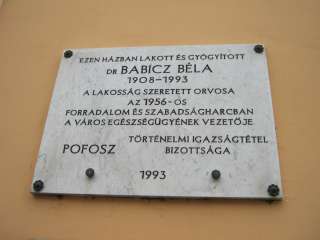 EZEN HÁZBAN LAKOTT ÉS GYÓGYÍTOTT
DR BABICZ BÉLA
1908-1993
A LAKOSSÁG SZERETETT ORVOSA
AZ 1956-OS
FORRADALOM ÉS SZABADSÁGHARCBAN
A VÁROS EGÉSZSÉGÜGYÉNEK VEZETŐJE
POFOSZ TÖRTÉNELMI IGAZSÁGTÉTEL
BIZOTTSÁGA
1993